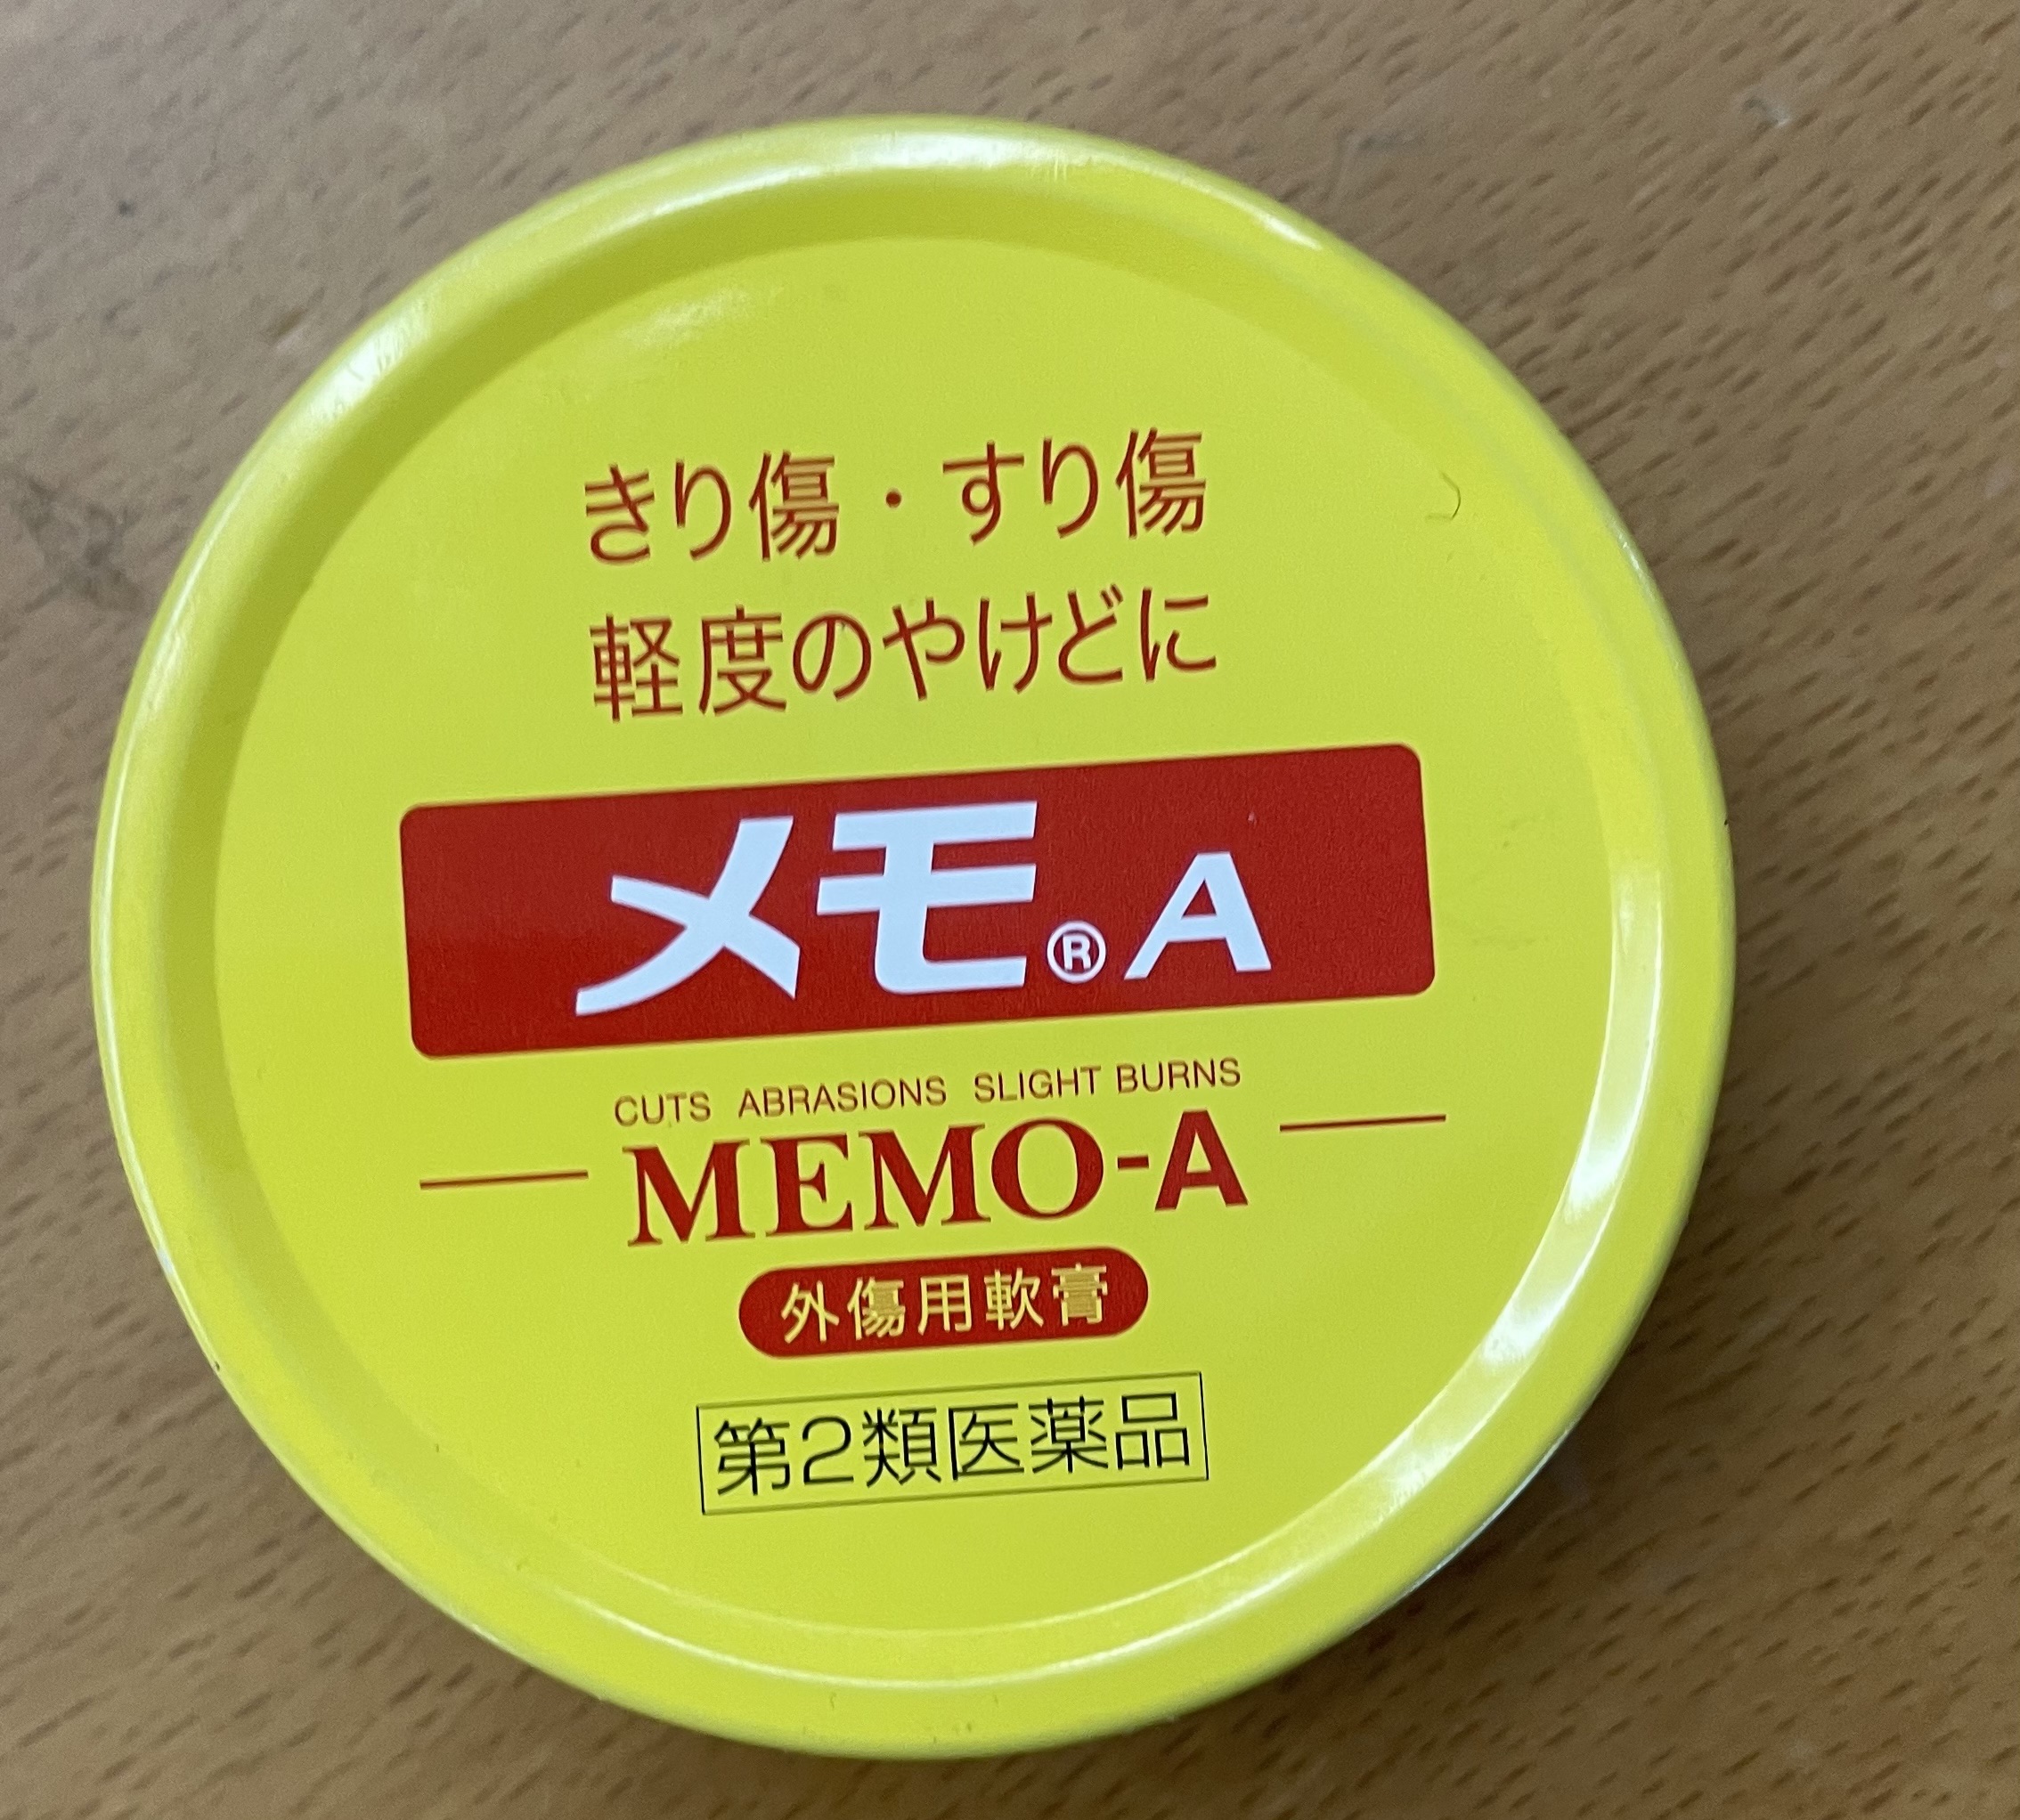 きり傷・すり傷
軽度のやけどに
メモ®A
CUTS ABRASIONS SLIGHT BURNS
MEMO-A
外傷用軟膏
第2類医薬品